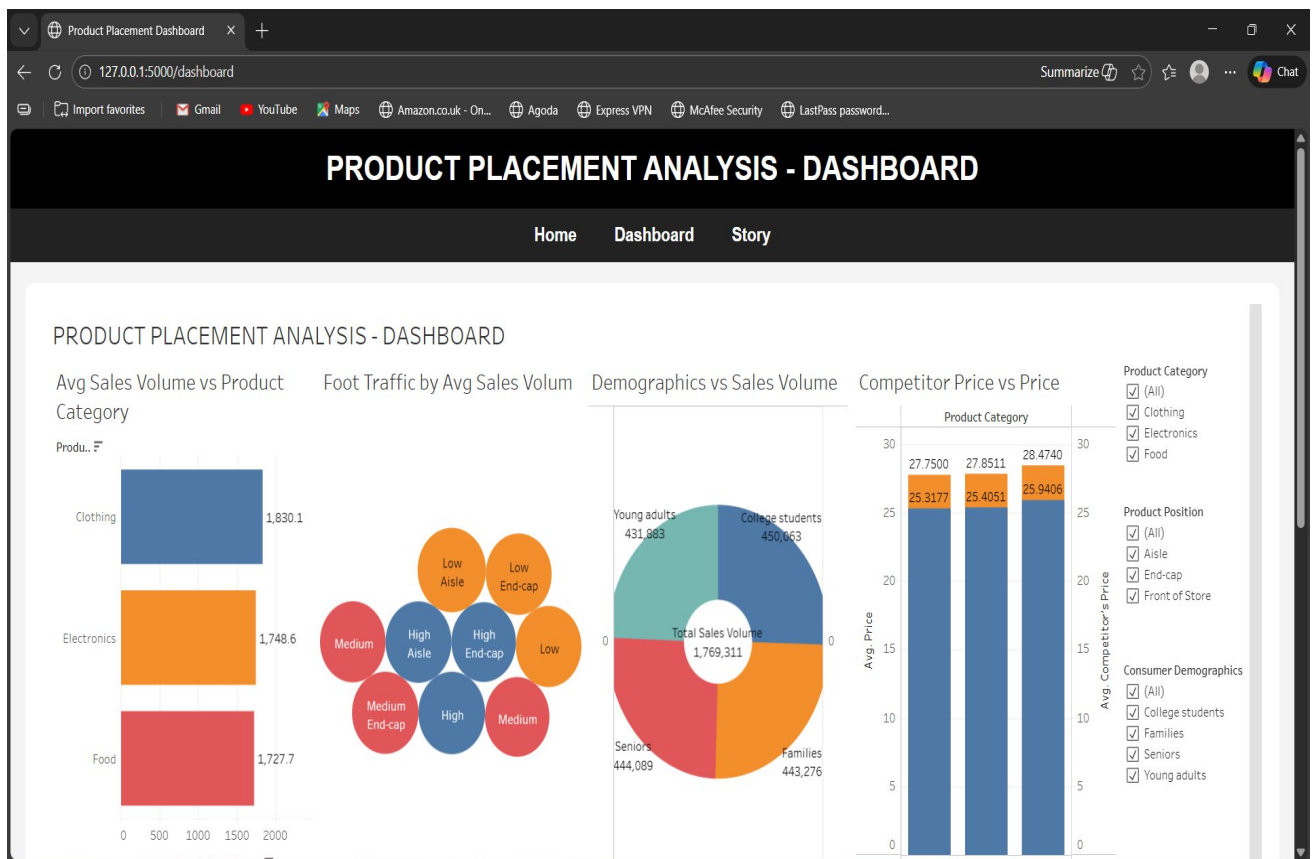 Product Placement Dashboard
127.0.0.1:5000/dashboard
Summarize
Chat
Import favorites
Gmail
YouTube
Maps
Amazon.co.uk - On...
Agoda
Express VPN
McAfee Security
LastPass password...
PRODUCT PLACEMENT ANALYSIS - DASHBOARD
Home Dashboard Story
PRODUCT PLACEMENT ANALYSIS - DASHBOARD
Avg Sales Volume vs Product
Category
Produ..
Clothing
1,830.1
Electronics
1,748.6
Food
1,727.7
0 500 1000 1500 2000
Foot Traffic by Avg Sales Volum
Low
Aisle
Low
End-cap
Medium
High
Aisle
High
End-cap
Low
Medium
End-cap
High
Medium
Demographics vs Sales Volume
Young adults
431,883
College students
450,063
0
Total Sales Volume
1,769,311
0
Seniors
444,089
Families
443,276
Competitor Price vs Price
Product Category
30
25
20
15
10
5
0
Avg. Price
27.7500
25.3177
27.8511
25.4051
28.4740
25.9406
30
25
20
15
10
5
0
Avg. Competitor's Price
Product Category
(All)
Clothing
Electronics
Food
Product Position
(All)
Aisle
End-cap
Front of Store
Consumer Demographics
(All)
College students
Families
Seniors
Young adults